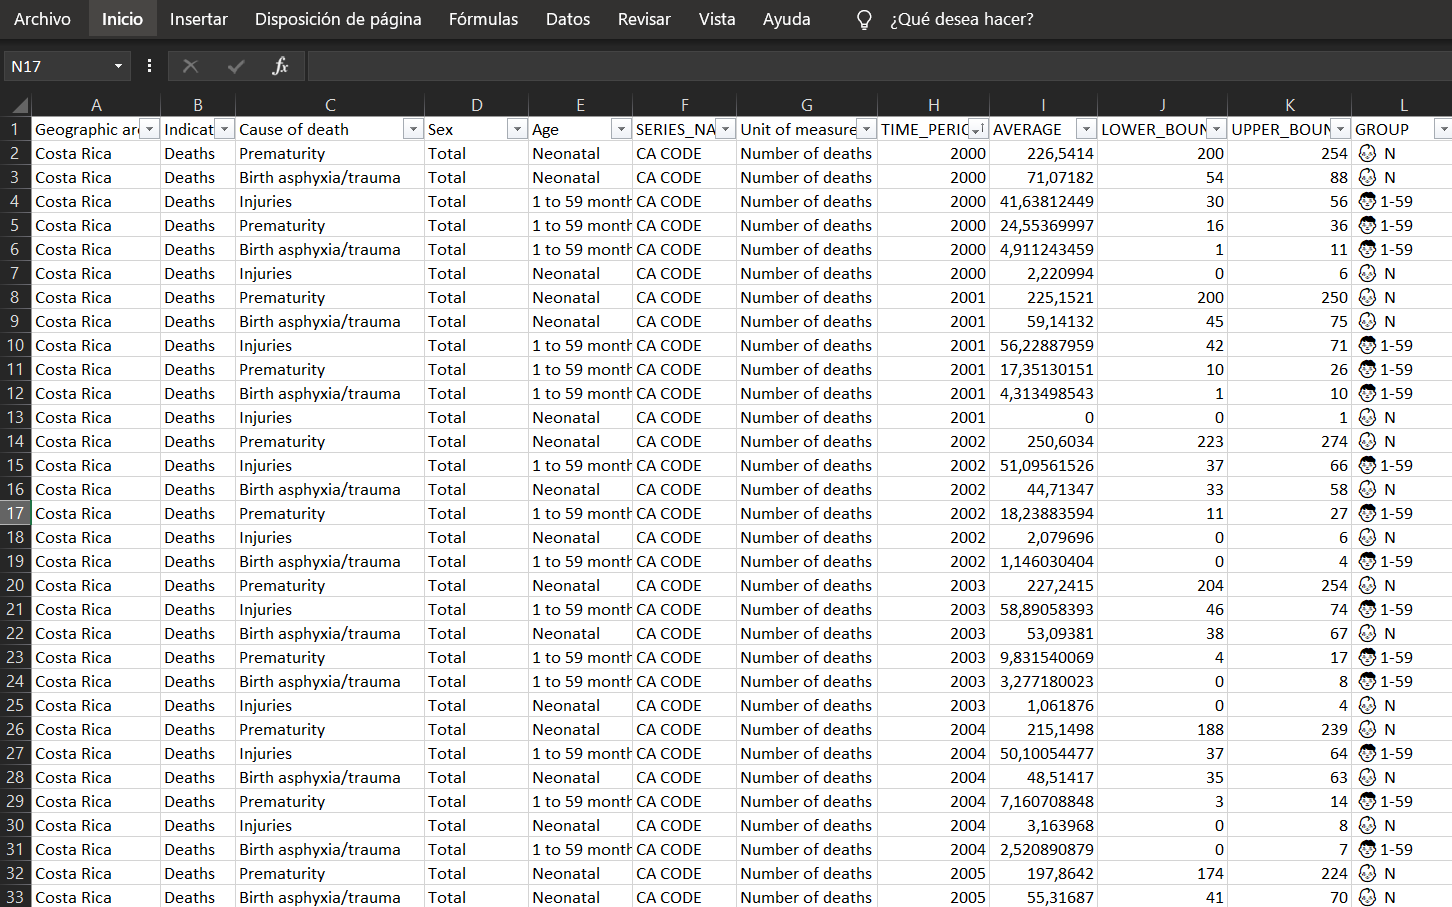 Archivo Inicio Insertar Disposición de página Fórmulas Datos Revisar Vista Ayuda ¿Qué desea hacer?
N17 fx
A B C D E F G H I J K L
1 Geographic ar Indicat Cause of death Sex Age SERIES_NA Unit of measure TIME_PERIO AVERAGE LOWER_BOUN UPPER_BOUN GROUP
2 Costa Rica Deaths Prematurity Total Neonatal CA CODE Number of deaths 2000 226,5414 200 254 👶 N
3 Costa Rica Deaths Birth asphyxia/trauma Total Neonatal CA CODE Number of deaths 2000 71,07182 54 88 👶 N
4 Costa Rica Deaths Injuries Total 1 to 59 month CA CODE Number of deaths 2000 41,63812449 30 56 👦 1-59
5 Costa Rica Deaths Prematurity Total 1 to 59 month CA CODE Number of deaths 2000 24,55369997 16 36 👦 1-59
6 Costa Rica Deaths Birth asphyxia/trauma Total 1 to 59 month CA CODE Number of deaths 2000 4,911243459 1 11 👦 1-59
7 Costa Rica Deaths Injuries Total Neonatal CA CODE Number of deaths 2000 2,220994 0 6 👶 N
8 Costa Rica Deaths Prematurity Total Neonatal CA CODE Number of deaths 2001 225,1521 200 250 👶 N
9 Costa Rica Deaths Birth asphyxia/trauma Total Neonatal CA CODE Number of deaths 2001 59,14132 45 75 👶 N
10 Costa Rica Deaths Injuries Total 1 to 59 month CA CODE Number of deaths 2001 56,22887959 42 71 👦 1-59
11 Costa Rica Deaths Prematurity Total 1 to 59 month CA CODE Number of deaths 2001 17,35130151 10 26 👦 1-59
12 Costa Rica Deaths Birth asphyxia/trauma Total 1 to 59 month CA CODE Number of deaths 2001 4,313498543 1 10 👦 1-59
13 Costa Rica Deaths Injuries Total Neonatal CA CODE Number of deaths 2001 0 0 1 👶 N
14 Costa Rica Deaths Prematurity Total Neonatal CA CODE Number of deaths 2002 250,6034 223 274 👶 N
15 Costa Rica Deaths Injuries Total 1 to 59 month CA CODE Number of deaths 2002 51,09561526 37 66 👦 1-59
16 Costa Rica Deaths Birth asphyxia/trauma Total Neonatal CA CODE Number of deaths 2002 44,71347 33 58 👶 N
17 Costa Rica Deaths Prematurity Total 1 to 59 month CA CODE Number of deaths 2002 18,23883594 11 27 👦 1-59
18 Costa Rica Deaths Injuries Total Neonatal CA CODE Number of deaths 2002 2,079696 0 6 👶 N
19 Costa Rica Deaths Birth asphyxia/trauma Total 1 to 59 month CA CODE Number of deaths 2002 1,146030404 0 4 👦 1-59
20 Costa Rica Deaths Prematurity Total Neonatal CA CODE Number of deaths 2003 227,2415 204 254 👶 N
21 Costa Rica Deaths Injuries Total 1 to 59 month CA CODE Number of deaths 2003 58,89058393 46 74 👦 1-59
22 Costa Rica Deaths Birth asphyxia/trauma Total Neonatal CA CODE Number of deaths 2003 53,09381 38 67 👶 N
23 Costa Rica Deaths Prematurity Total 1 to 59 month CA CODE Number of deaths 2003 9,831540069 4 17 👦 1-59
24 Costa Rica Deaths Birth asphyxia/trauma Total 1 to 59 month CA CODE Number of deaths 2003 3,277180023 0 8 👦 1-59
25 Costa Rica Deaths Injuries Total Neonatal CA CODE Number of deaths 2003 1,061876 0 4 👶 N
26 Costa Rica Deaths Prematurity Total Neonatal CA CODE Number of deaths 2004 215,1498 188 239 👶 N
27 Costa Rica Deaths Injuries Total 1 to 59 month CA CODE Number of deaths 2004 50,10054477 37 64 👦 1-59
28 Costa Rica Deaths Birth asphyxia/trauma Total Neonatal CA CODE Number of deaths 2004 48,51417 35 63 👶 N
29 Costa Rica Deaths Prematurity Total 1 to 59 month CA CODE Number of deaths 2004 7,160708848 3 14 👦 1-59
30 Costa Rica Deaths Injuries Total Neonatal CA CODE Number of deaths 2004 3,163968 0 8 👶 N
31 Costa Rica Deaths Birth asphyxia/trauma Total 1 to 59 month CA CODE Number of deaths 2004 2,520890879 0 7 👦 1-59
32 Costa Rica Deaths Prematurity Total Neonatal CA CODE Number of deaths 2005 197,8642 174 224 👶 N
33 Costa Rica Deaths Birth asphyxia/trauma Total Neonatal CA CODE Number of deaths 2005 55,31687 41 70 👶 N